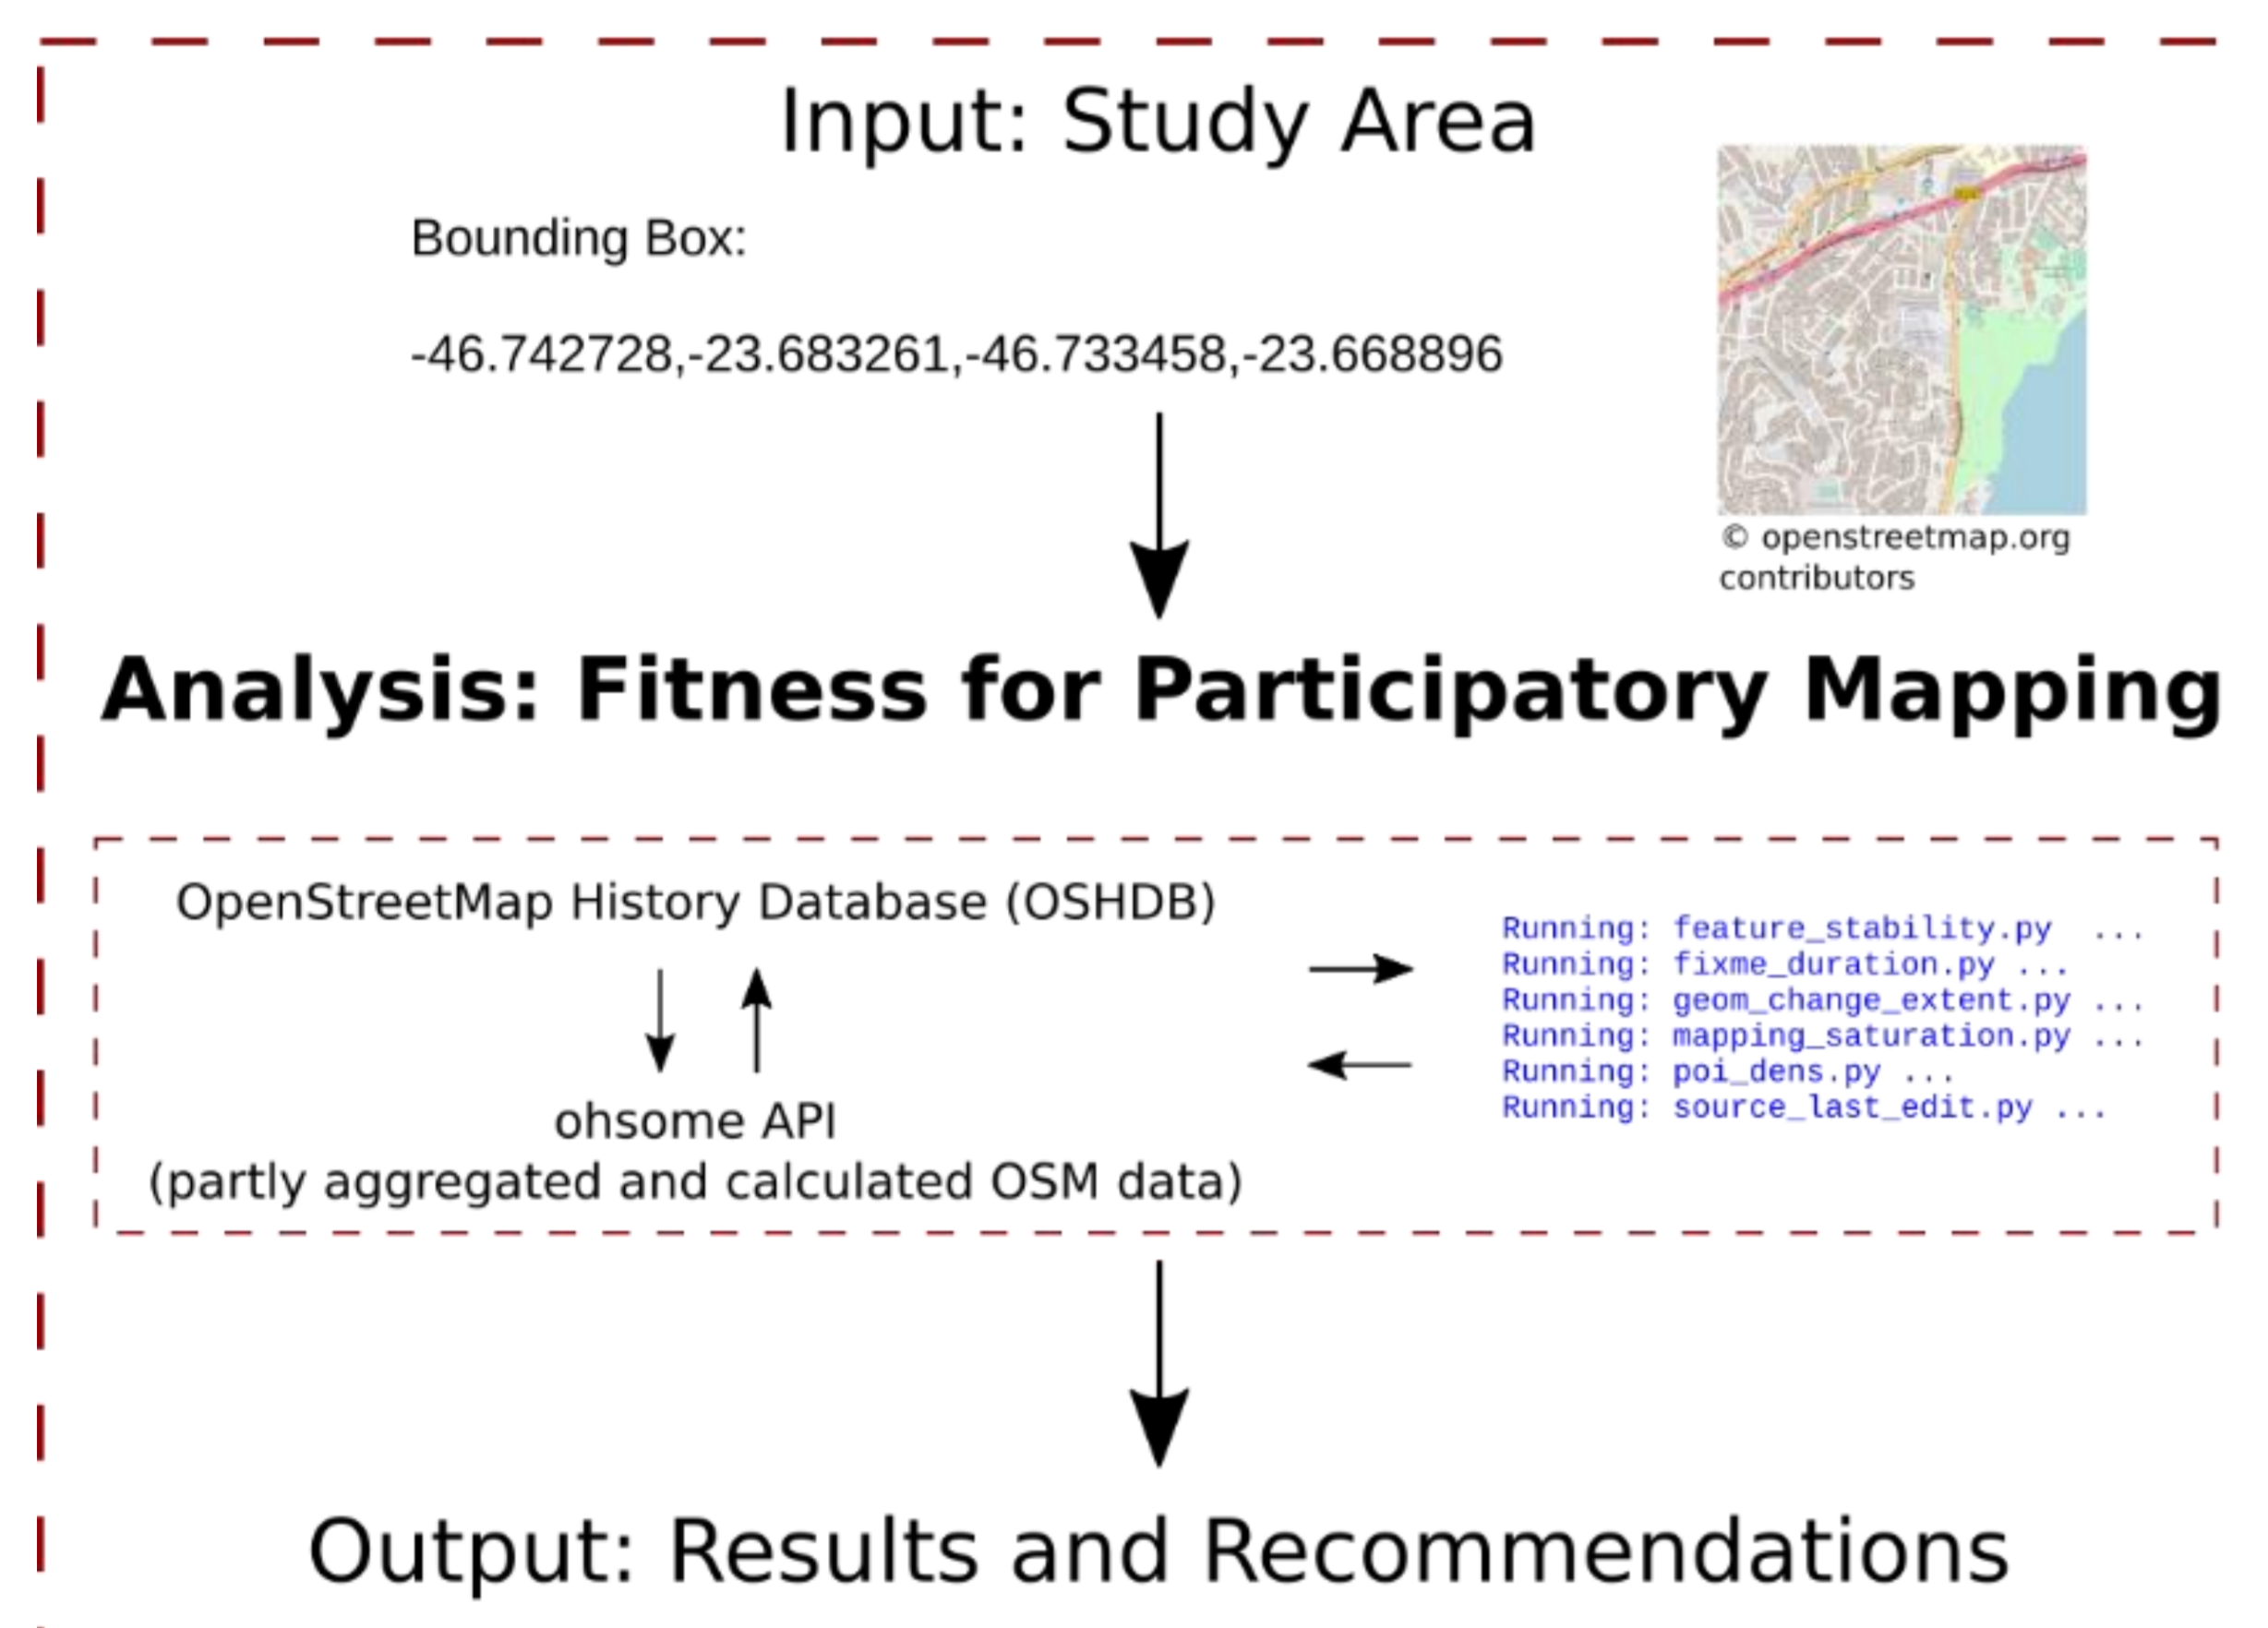 Input: Study Area
Bounding Box:
-46.742728,-23.683261,-46.733458,-23.668896
© openstreetmap.org
contributors
Analysis: Fitness for Participatory Mapping
OpenStreetMap History Database (OSHDB)
ohsome API
(partly aggregated and calculated OSM data)
Running: feature_stability.py ...
Running: fixme_duration.py ...
Running: geom_change_extent.py ...
Running: mapping_saturation.py ...
Running: poi_dens.py ...
Running: source_last_edit.py ...
Output: Results and Recommendations